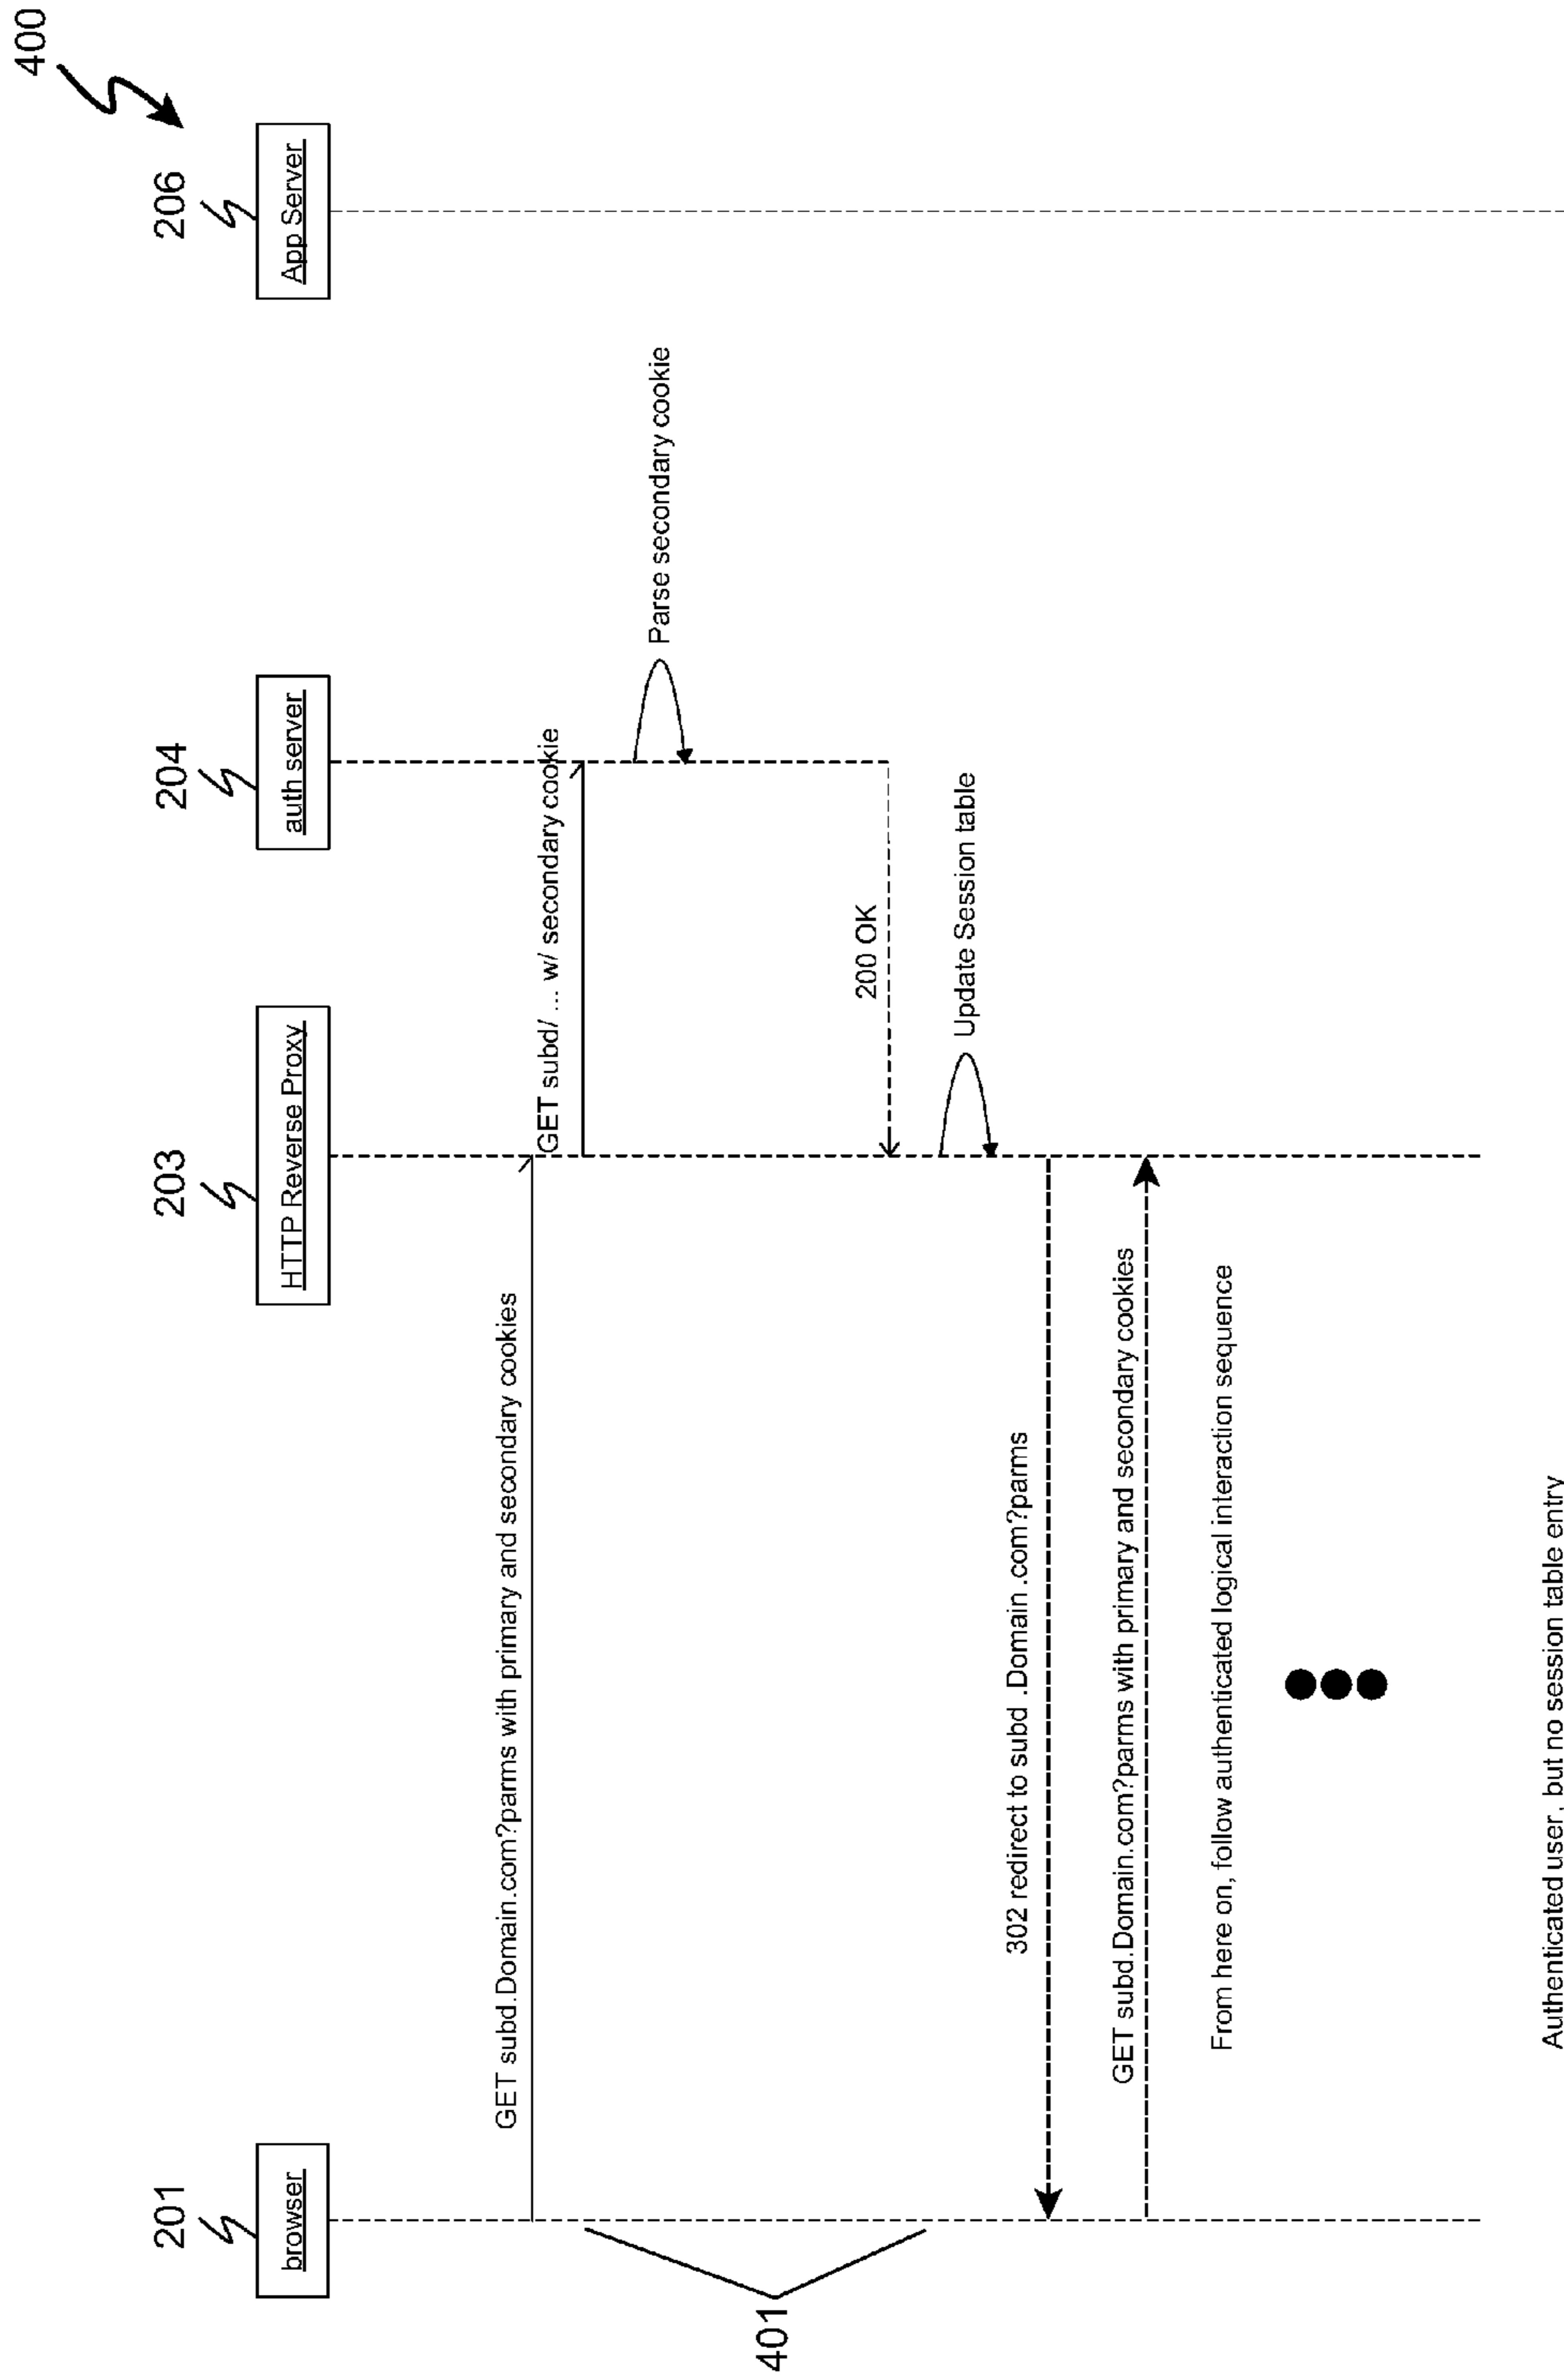 400
201
203
204
206
browser
HTTP Reverse Proxy
auth server
App Server
GET subd.Domain.com?parms with primary and secondary cookies
GET subd/ ... w/ secondary cookie
Parse secondary cookie
401
200 OK
Update Session table
302 redirect to subd .Domain .com?parms
GET subd.Domain.com?parms with primary and secondary cookies
From here on, follow authenticated logical interaction sequence
Authenticated user, but no session table entry